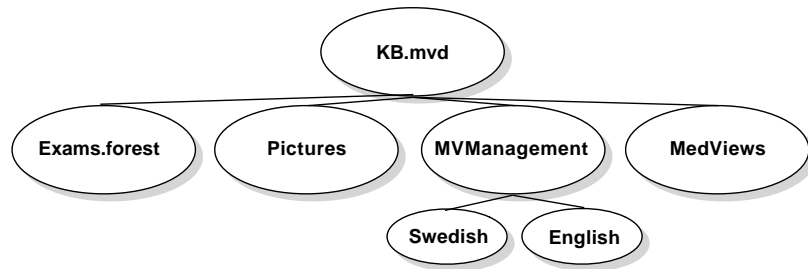 KB.mvd
Exams.forest
Pictures
MVManagement
MedViews
Swedish
English